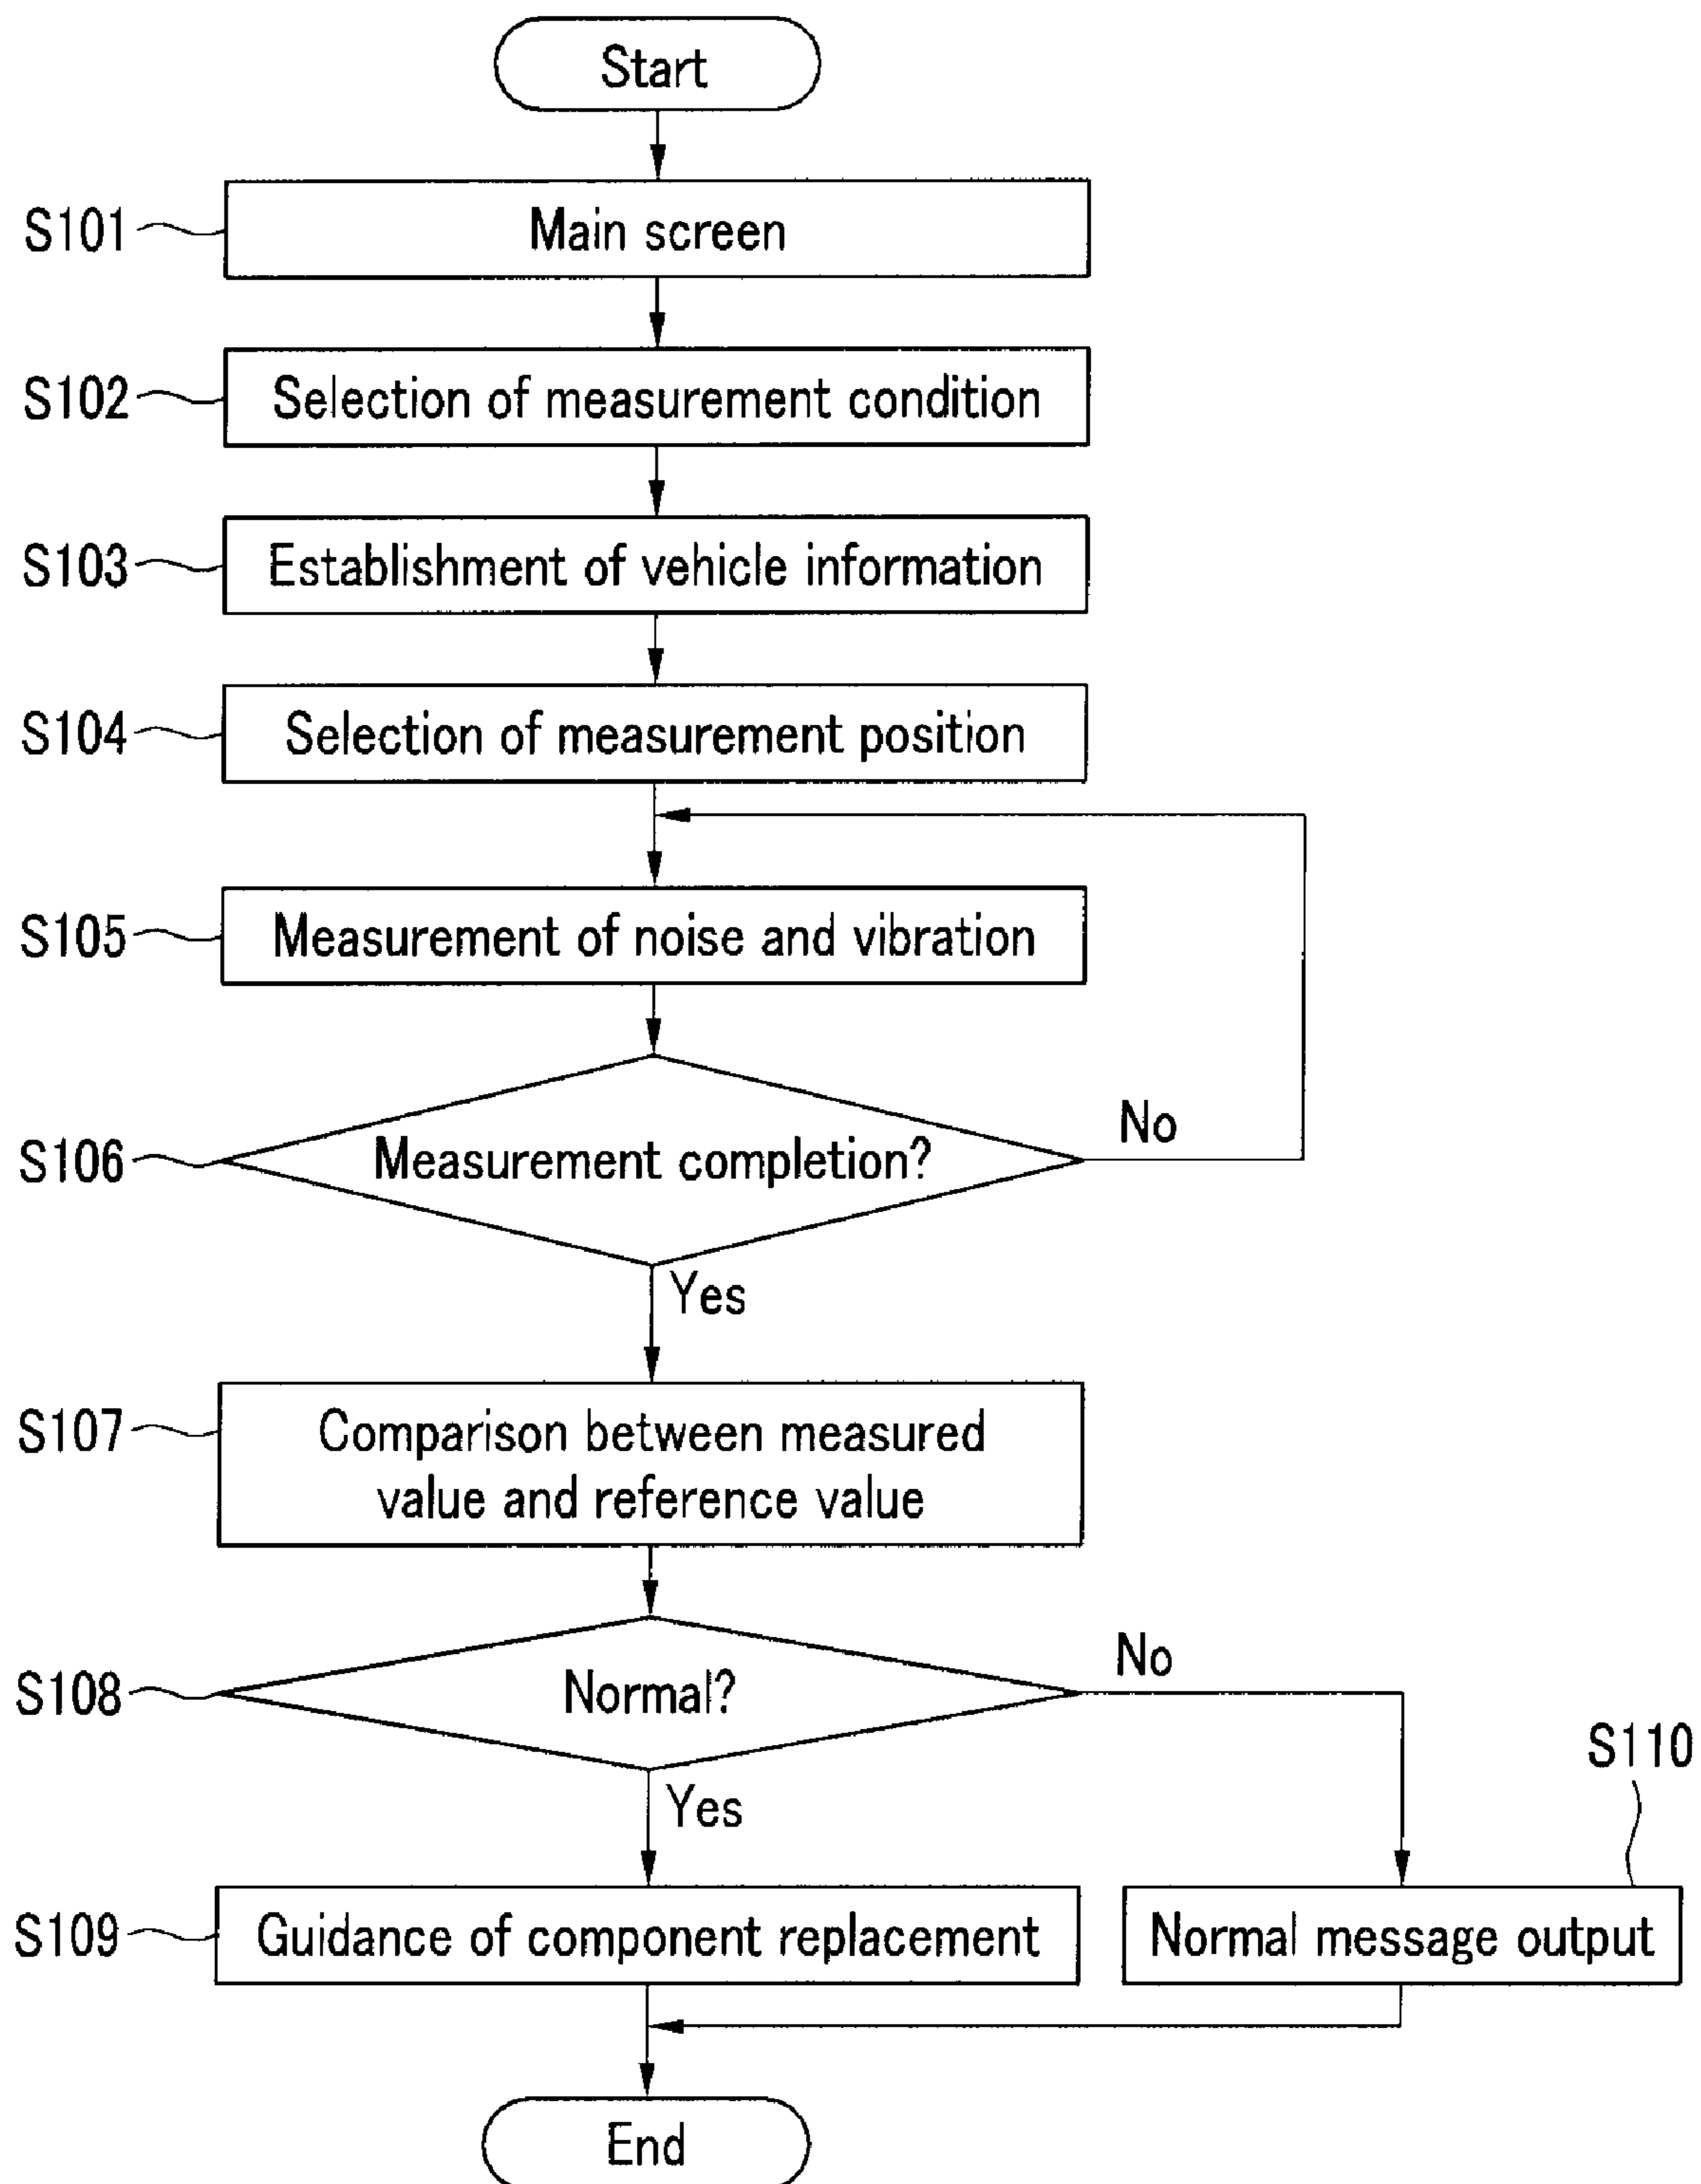 Start
S101
Main screen
S102
Selection of measurement condition
S103
Establishment of vehicle information
S104
Selection of measurement position
S105
Measurement of noise and vibration
S106
Measurement completion?
No
Yes
S107
Comparison between measured
value and reference value
S108
Normal?
No
Yes
S110
S109
Guidance of component replacement
Normal message output
End